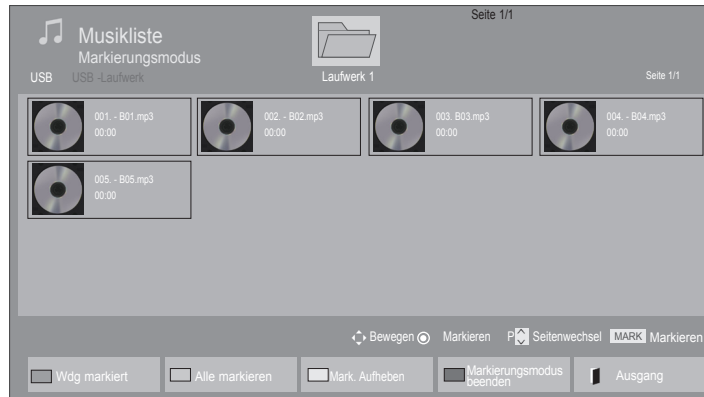 Seite 1/1
Musikliste
Markierungsmodus
USB USB -Laufwerk
Laufwerk 1
Seite 1/1
001. - B01.mp3
00:00
002. - B02.mp3
00:00
003. B03.mp3
00:00
004. - B04.mp3
00:00
005. - B05.mp3
00:00
Bewegen Markieren P Seitenwechsel MARK Markieren
Wdg markiert
Alle markieren
Mark. Aufheben
Markierungsmodus
beenden
Ausgang